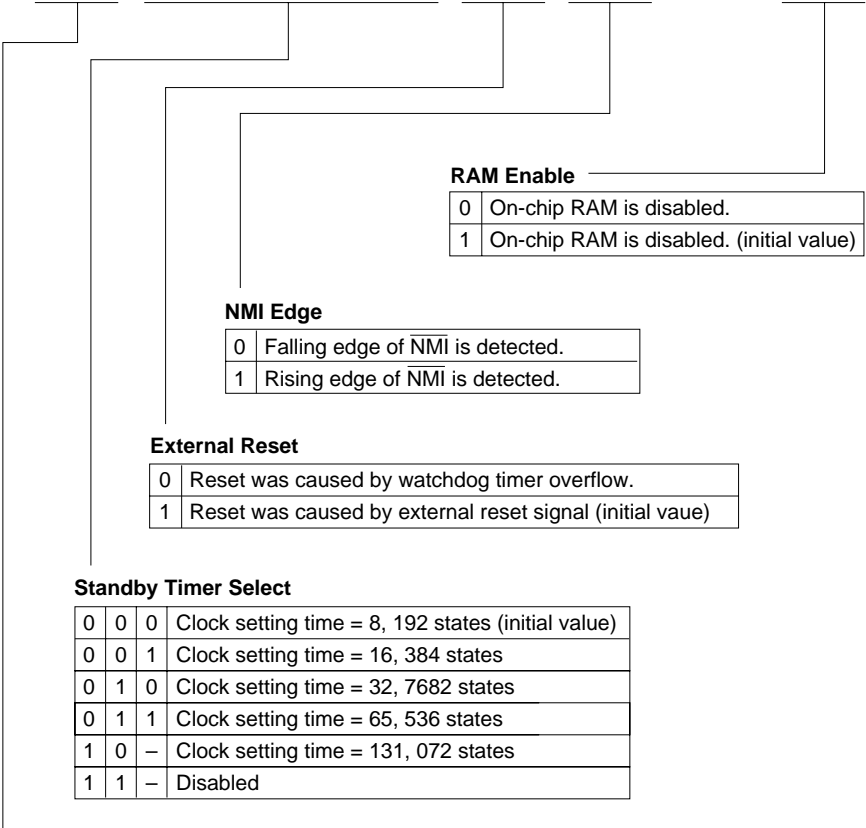 RAM Enable
0 On-chip RAM is disabled.
1 On-chip RAM is disabled. (initial value)
NMI Edge
0 Falling edge of NMI is detected.
1 Rising edge of NMI is detected.
External Reset
0 Reset was caused by watchdog timer overflow.
1 Reset was caused by external reset signal (initial vaue)
Standby Timer Select
0 0 0 Clock setting time = 8, 192 states (initial value)
0 0 1 Clock setting time = 16, 384 states
0 1 0 Clock setting time = 32, 7682 states
0 1 1 Clock setting time = 65, 536 states
1 0 – Clock setting time = 131, 072 states
1 1 – Disabled